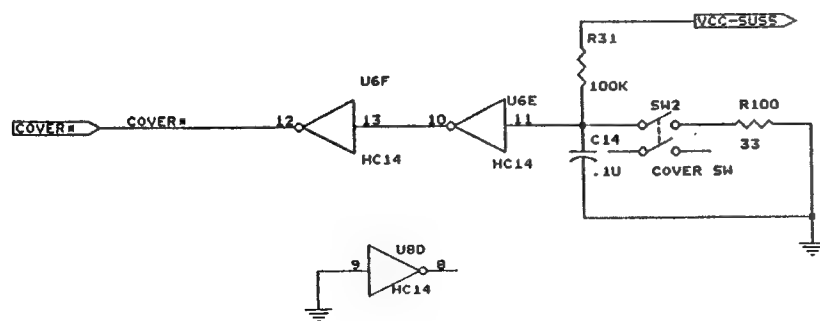 VCC-SUS5
R31
100K
U6F
U6E
SW2
R100
COVER#
COVER#
12
13
10
11
C14
33
HC14
HC14
.1U
COVER SW
U8D
9
8
HC14